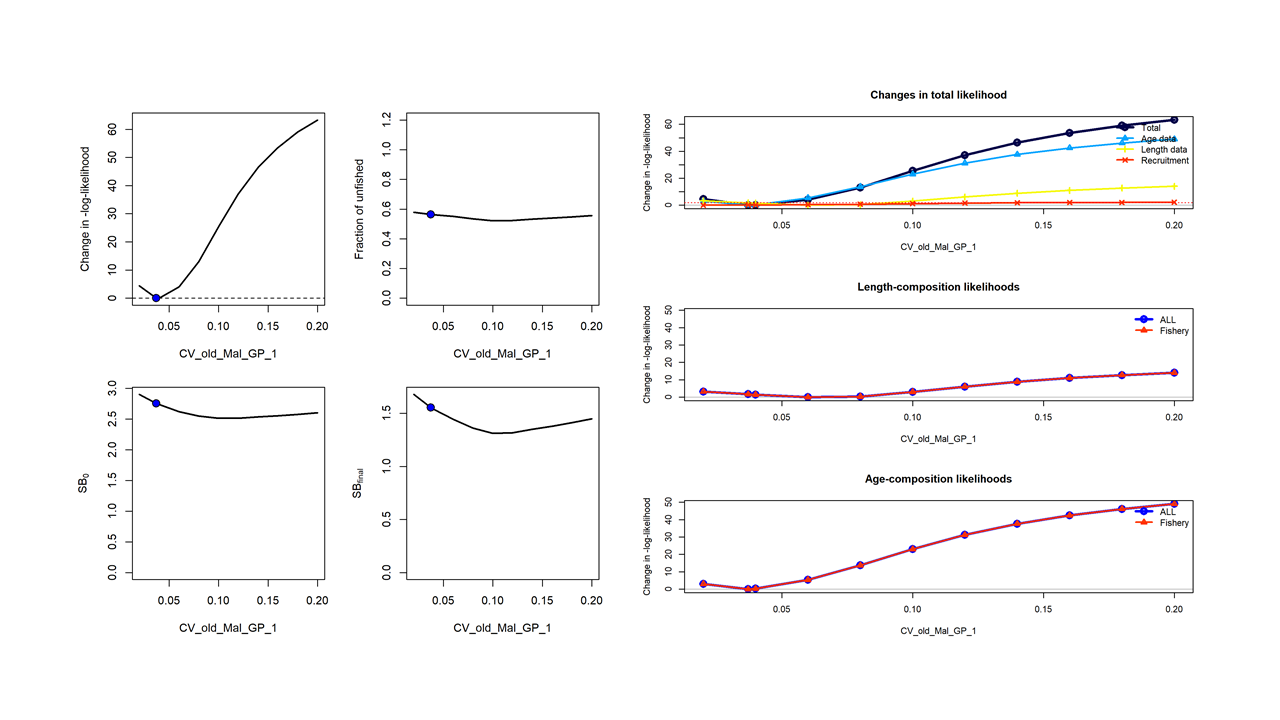 Change in -log-likelihood
60
50
40
30
20
10
0
0.05 0.10 0.15 0.20
CV_old_Mal_GP_1
Fraction of unfished
1.2
1.0
0.8
0.6
0.4
0.2
0.0
0.05 0.10 0.15 0.20
CV_old_Mal_GP_1
SB0
3.0
2.5
2.0
1.5
1.0
0.5
0.0
0.05 0.10 0.15 0.20
CV_old_Mal_GP_1
SBfinal
1.5
1.0
0.5
0.0
0.05 0.10 0.15 0.20
CV_old_Mal_GP_1
Changes in total likelihood
Change in -log-likelihood
60
40
20
0
Total
Age data
Length data
Recruitment
0.05 0.10 0.15 0.20
CV_old_Mal_GP_1
Length-composition likelihoods
Change in -log-likelihood
50
40
30
20
10
0
ALL
Fishery
0.05 0.10 0.15 0.20
CV_old_Mal_GP_1
Age-composition likelihoods
Change in -log-likelihood
50
40
30
20
10
0
ALL
Fishery
0.05 0.10 0.15 0.20
CV_old_Mal_GP_1